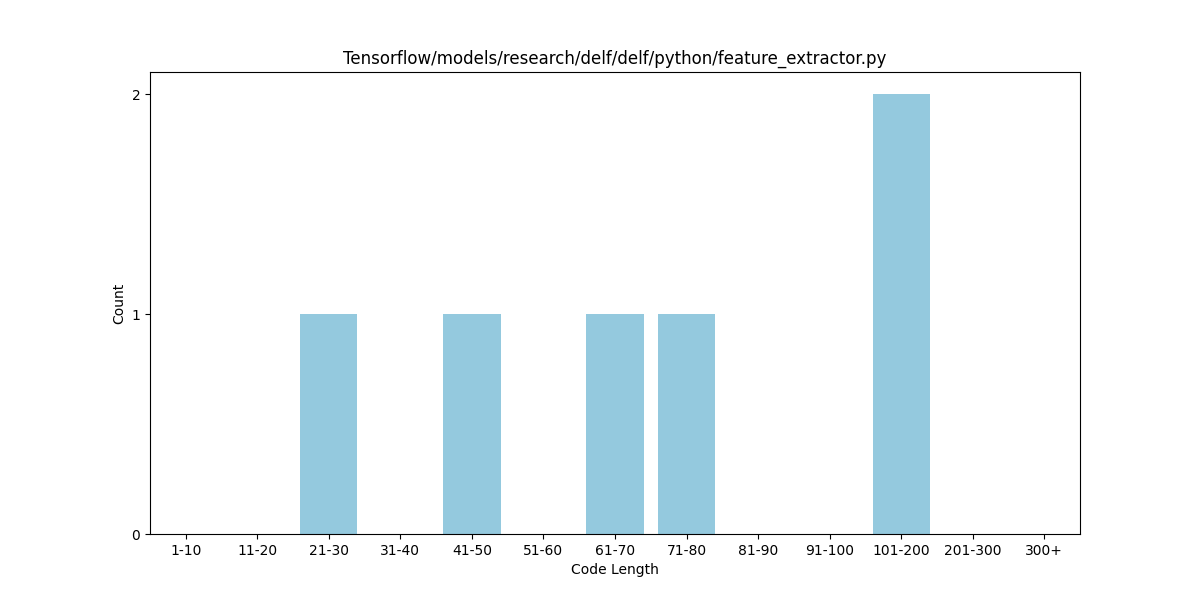 Tensorflow/models/research/delf/delf/python/feature_extractor.py
2
1
0
Count
1-10 11-20 21-30 31-40 41-50 51-60 61-70 71-80 81-90 91-100 101-200 201-300 300+
Code Length